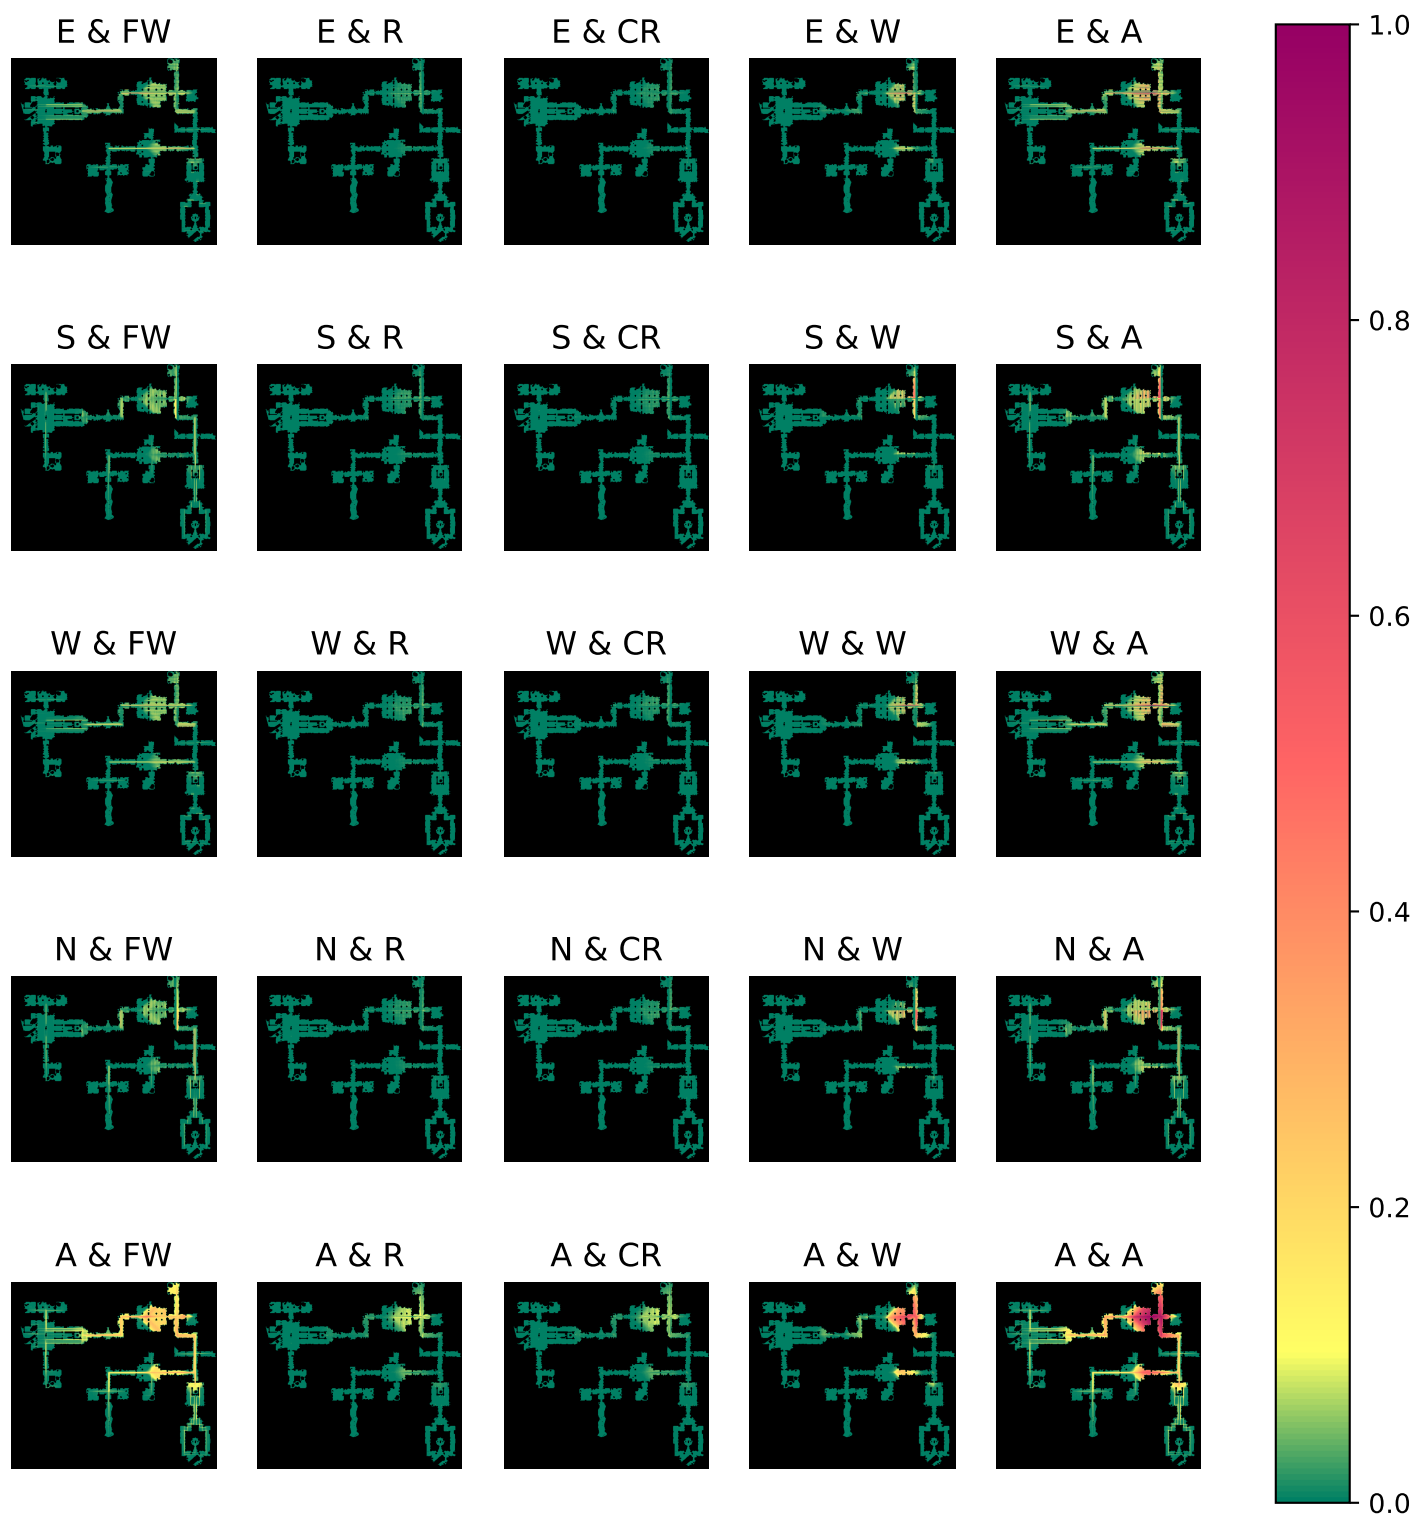 E & FW
E & R
E & CR
E & W
E & A
1.0
S & FW
S & R
S & CR
S & W
S & A
0.8
W & FW
W & R
W & CR
W & W
W & A
0.6
N & FW
N & R
N & CR
N & W
N & A
0.4
0.2
A & FW
A & R
A & CR
A & W
A & A
0.0